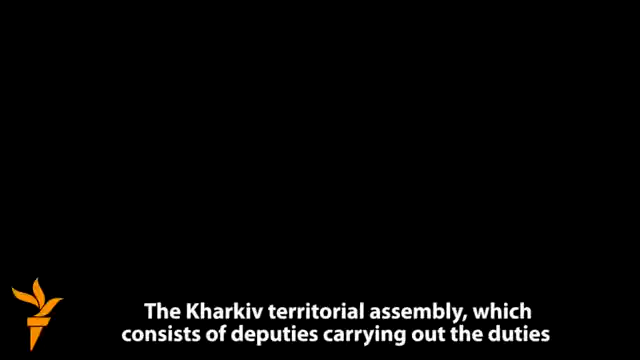 The Kharkiv territorial assembly, which
consists of deputies carrying out the duties